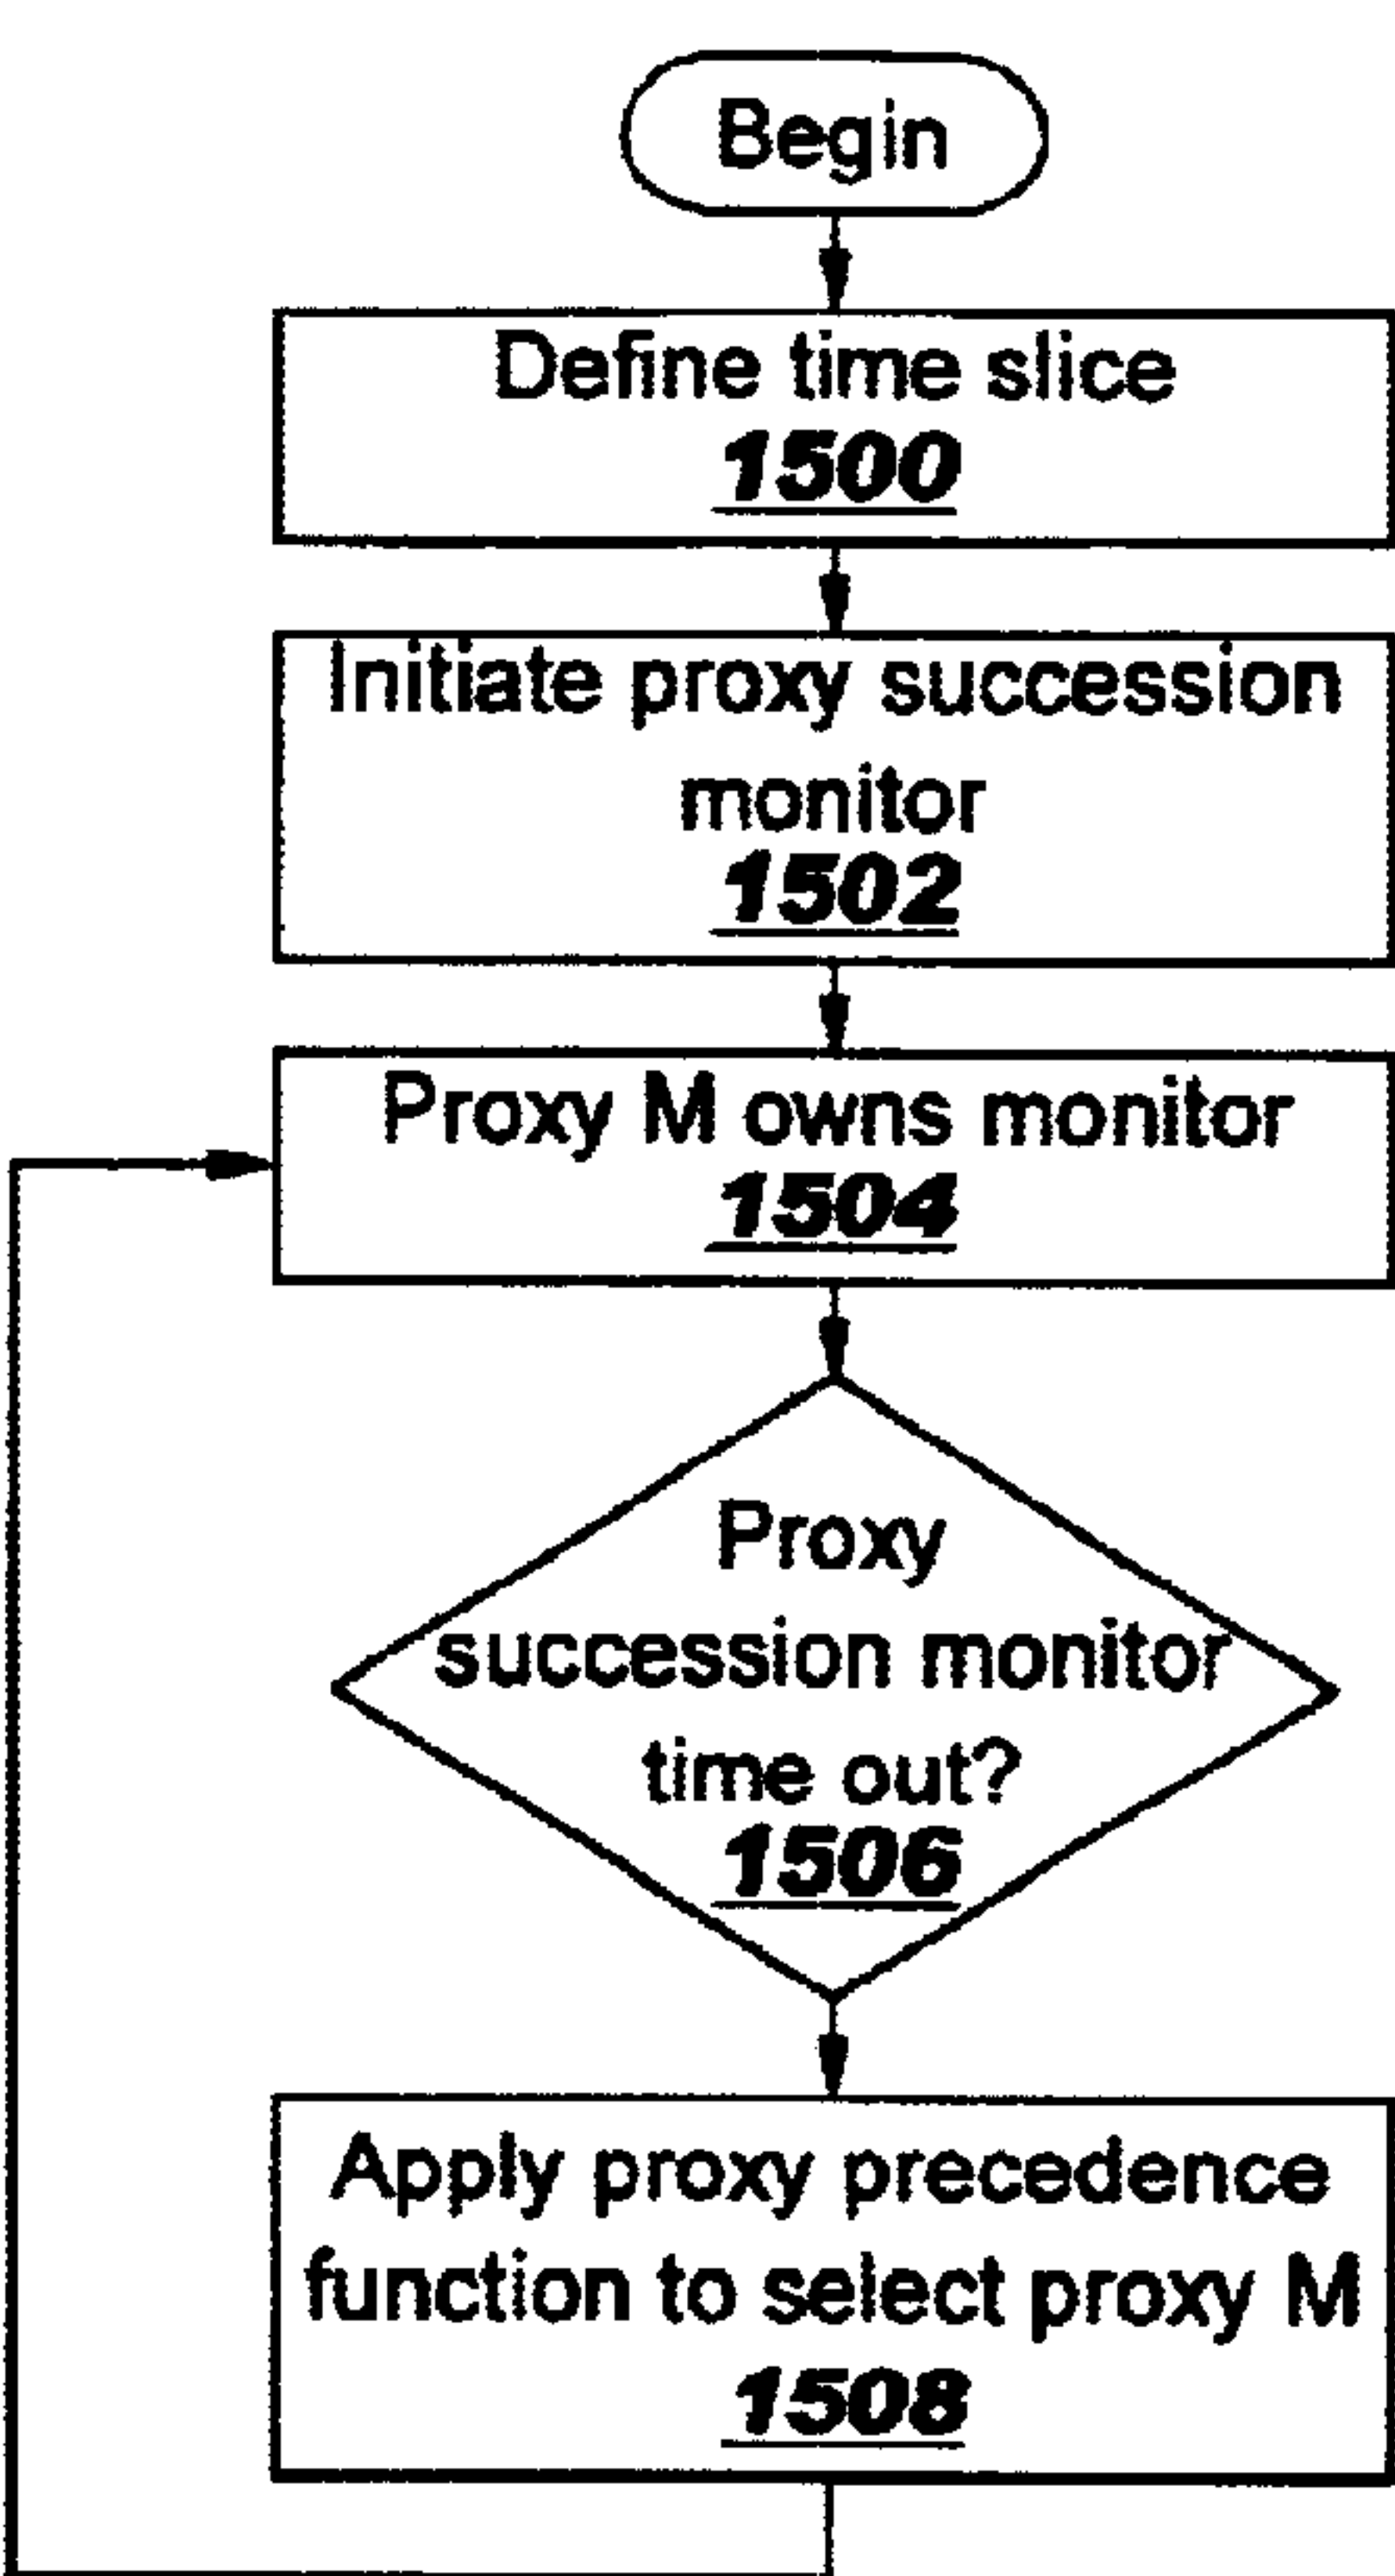 Begin
Define time slice
1500
Initiate proxy succession
monitor
1502
Proxy M owns monitor
1504
Proxy
succession monitor
time out?
1506
Apply proxy precedence
function to select proxy M
1508